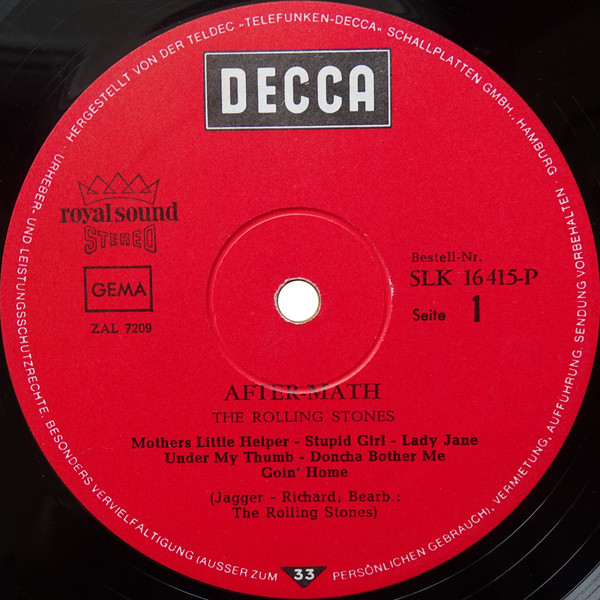 URHEBER- UND LEISTUNGSSCHUTZRECHTE, BESONDERS VERVIELFALTIGUNG (AUSSER ZUM PERSÖNLICHEN GEBRAUCH), VERMIETUNG, AUFFÜHRUNG, SENDUNG VORBEHALTEN ·
HERGESTELLT VON DER TELDEC „TELEFUNKEN-DECCA" SCHALLPLATTEN GMBH., HAMBURG
DECCA
royal sound
STEREO
GEMA
ZAL 7209
Bestell-Nr.
SLK 16 415-P
Seite 1
AFTER-MATH
THE ROLLING STONES
Mothers Little Helper - Stupid Girl - Lady Jane
Under My Thumb - Doncha Bother Me
Goin' Home
(Jagger - Richard; Bearb.:
The Rolling Stones)
33